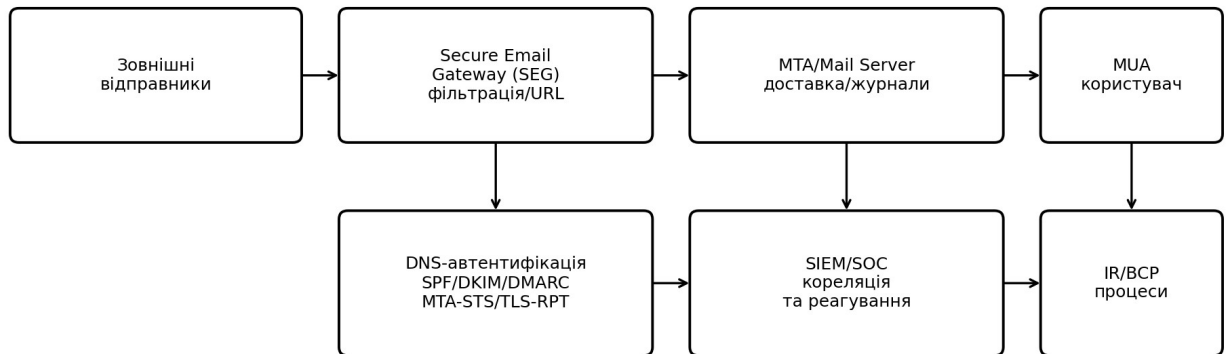 Зовнішні
відправники
Secure Email
Gateway (SEG)
фільтрація/URL
MTA/Mail Server
доставка/журнали
MUA
користувач
DNS-автентифікація
SPF/DKIM/DMARC
MTA-STS/TLS-RPT
SIEM/SOC
кореляція
та реагування
IR/BCP
процеси